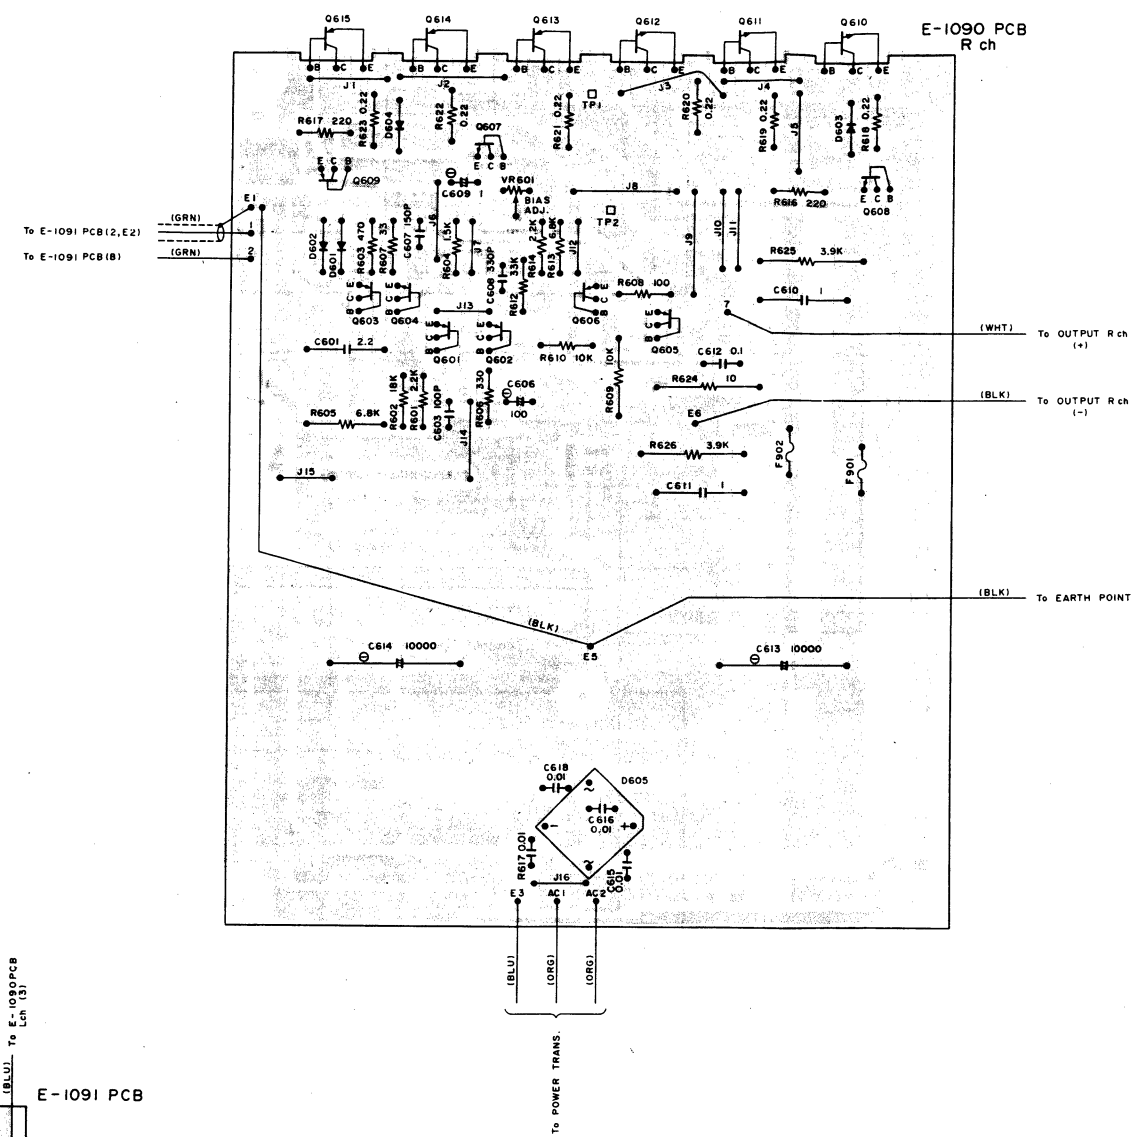 Q615 Q614 Q613 Q612 Q611 Q610
E-1090 PCB
R ch
B C E B C E B C E B C E B C E B C E
J1 J2 J3 J4
TP1
R617 220
R623 0.22
D604
R622 0.22
Q607
E C B
R621 0.22
R620 0.22
R619 0.22
J5
D603
R618 0.22
E C B
Q609
C609 1
VR601
BIAS
ADJ.
J8
TP2
R616 220
E C B
Q608
E1
(GRN)
1
To E-1091 PCB(2,E2)
(GRN)
2
To E-1091 PCB(8)
D602
D601
R603 470
R607 33
C607 150P
J6
R604 1.5K
J7
C608 330P
R612 33K
R614 2.2K
R613 6.8K
J12
J9
J10
J11
R625 3.9K
R608 100
C610 1
E C B
Q603
E C B
Q604
J13
E C B
Q601
E C B
Q602
E C B
Q606
E C B
Q605
7
(WHT)
To OUTPUT R ch
(+)
C601 2.2
R610 10K
R609 10K
C612 0.1
R624 10
R602 18K
R601 2.2K
C603 100P
J14
R606 330
C606
100
E6
(BLK)
To OUTPUT R ch
(-)
R605 6.8K
R626 3.9K
F902
F901
J15
C611 1
(BLK)
To EARTH POINT
(BLK)
E5
C614 10000
C613 10000
C618
0.01
D605
~
C616
0.01
- +
~
R617 0.01
C615
0.01
J16
E3 AC1 AC2
(BLU)
(ORG)
(ORG)
To POWER TRANS.
To E-1090PCB
Lch (3)
(BLU)
E-1091 PCB